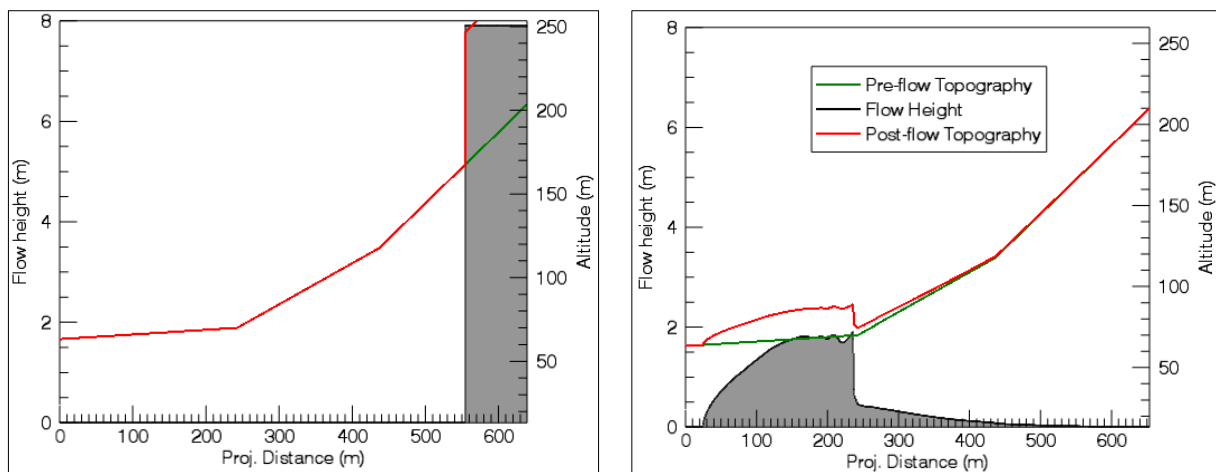 8
6
4
2
0
Flow height (m)
250
200
150
100
50
0
Altitude (m)
0 100 200 300 400 500 600
Proj. Distance (m)
8
6
4
2
0
Flow height (m)
Pre-flow Topography
Flow Height
Post-flow Topography
250
200
150
100
50
0
Altitude (m)
0 100 200 300 400 500 600
Proj. Distance (m)